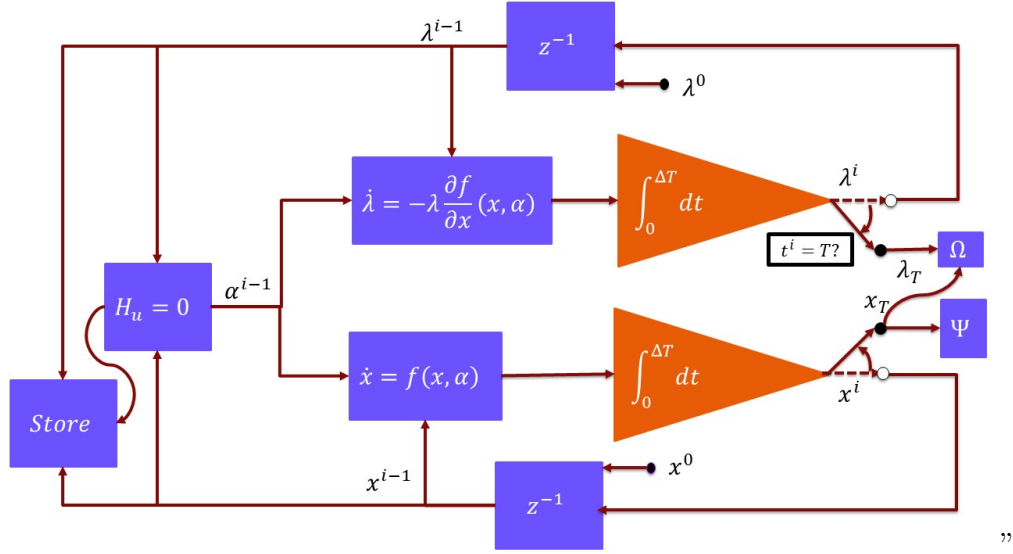 λ^{i−1}
z^{−1}
λ^0
λ̇ = −λ ∂f/∂x (x, α)
∫_0^{ΔT} dt
λ^i
t^i = T?
λ_T
Ω
α^{i−1}
H_u = 0
x_T
Ψ
ẋ = f(x, α)
∫_0^{ΔT} dt
x^i
Store
x^{i−1}
z^{−1}
x^0
”